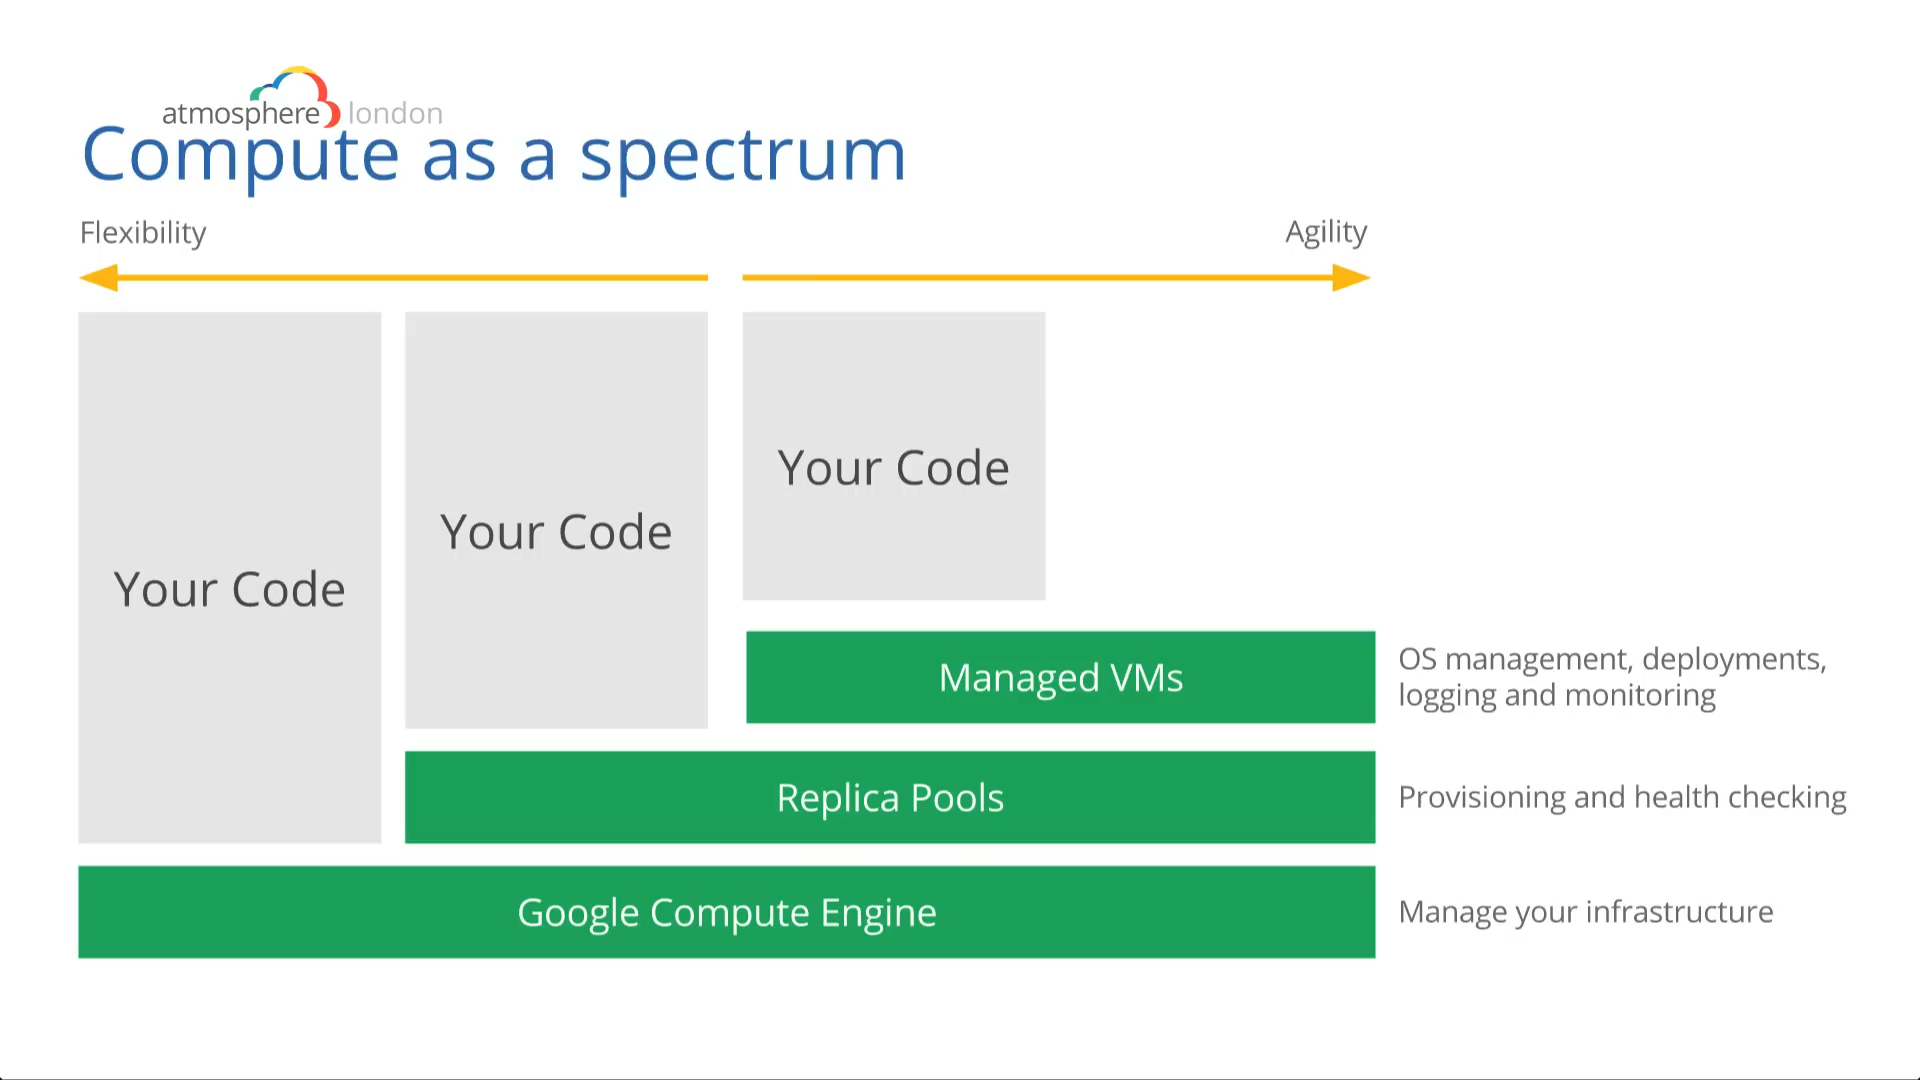 atmosphere london
Compute as a spectrum
Flexibility
Agility
Your Code
Your Code
Your Code
Managed VMs
OS management, deployments,
logging and monitoring
Replica Pools
Provisioning and health checking
Google Compute Engine
Manage your infrastructure